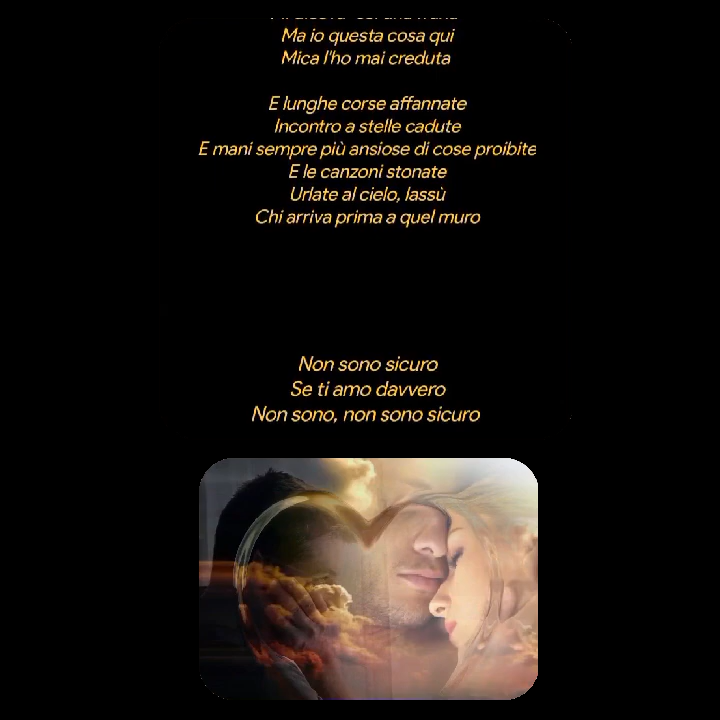 Ma io questa cosa qui
Mica l'ho mai creduta
E lunghe corse affannate
Incontro a stelle cadute
E mani sempre più ansiose di cose proibite
E le canzoni stonate
Urlate al cielo, lassù
Chi arriva prima a quel muro
Non sono sicuro
Se ti amo davvero
Non sono, non sono sicuro